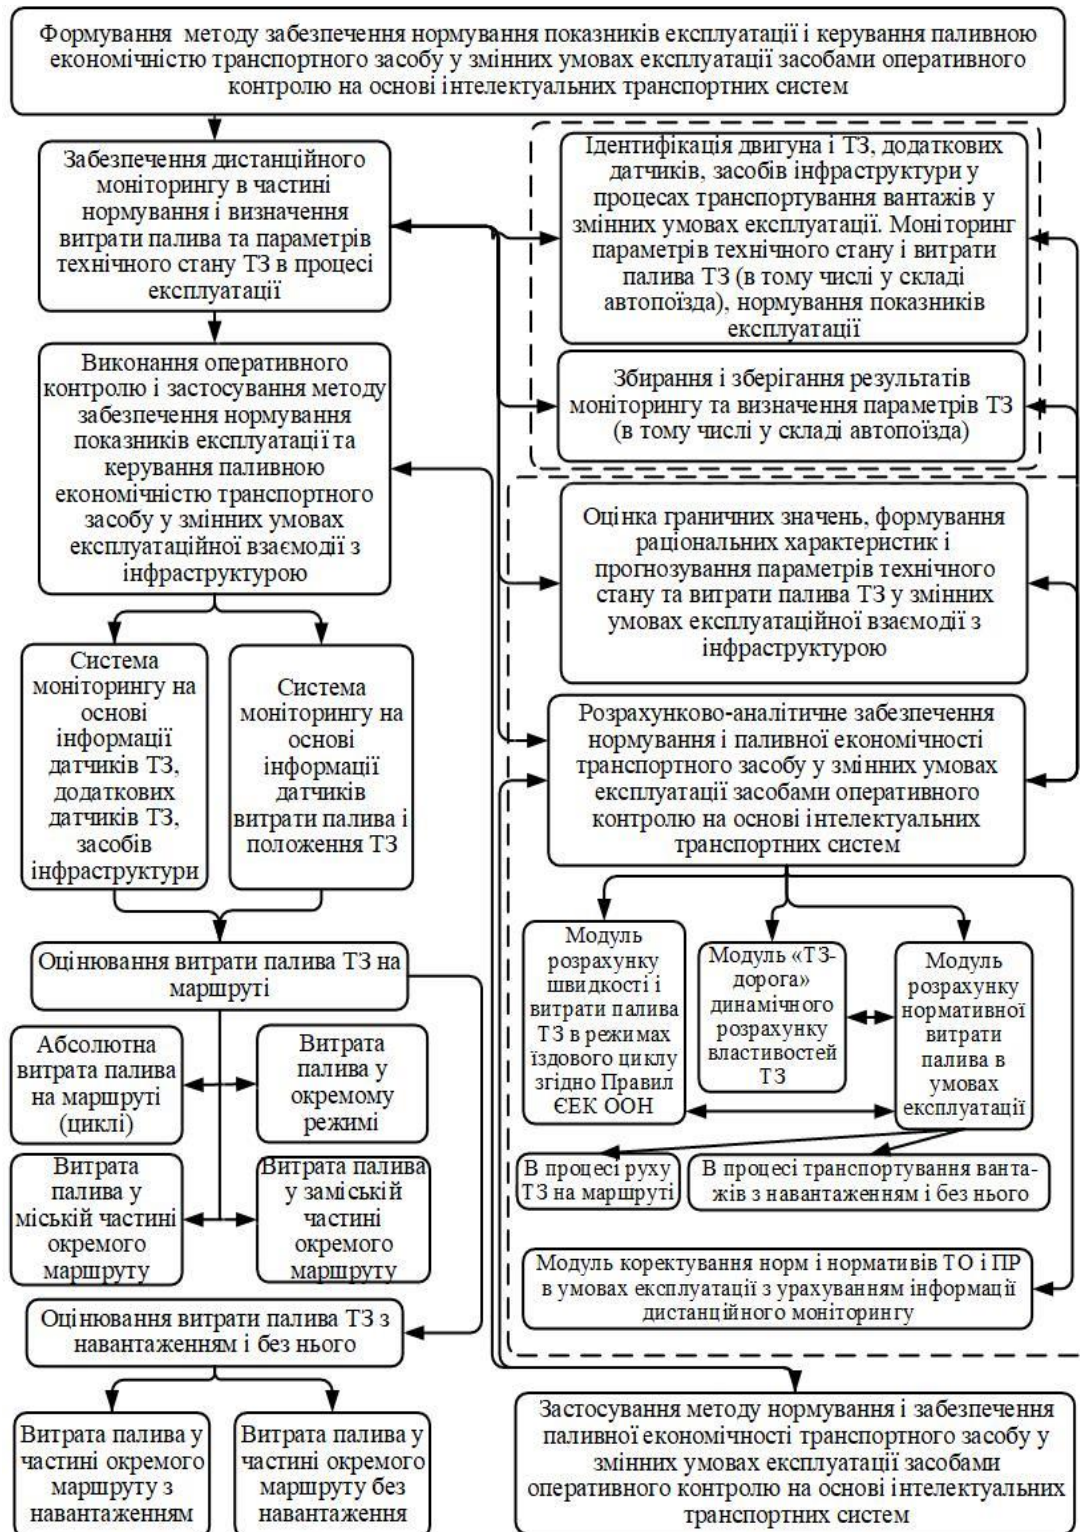 Формування методу забезпечення нормування показників експлуатації і керування паливною
економічністю транспортного засобу у змінних умовах експлуатації засобами оперативного
контролю на основі інтелектуальних транспортних систем
Забезпечення дистанційного
моніторингу в частині
нормування і визначення
витрати палива та параметрів
технічного стану ТЗ в процесі
експлуатації
Ідентифікація двигуна і ТЗ, додаткових
датчиків, засобів інфраструктури у
процесах транспортування вантажів у
змінних умовах експлуатації. Моніторинг
параметрів технічного стану і витрати
палива ТЗ (в тому числі у складі
автопоїзда), нормування показників
експлуатації
Збирання і зберігання результатів
моніторингу та визначення параметрів ТЗ
(в тому числі у складі автопоїзда)
Виконання оперативного
контролю і застосування методу
забезпечення нормування
показників експлуатації та
керування паливною
економічністю транспортного
засобу у змінних умовах
експлуатаційної взаємодії з
інфраструктурою
Оцінка граничних значень, формування
раціональних характеристик і
прогнозування параметрів технічного
стану та витрати палива ТЗ у змінних
умовах експлуатаційної взаємодії з
інфраструктурою
Система
моніторингу на
основі
інформації
датчиків ТЗ,
додаткових
датчиків ТЗ,
засобів
інфраструктури
Система
моніторингу на
основі
інформації
датчиків
витрати палива і
положення ТЗ
Розрахунково-аналітичне забезпечення
нормування і паливної економічності
транспортного засобу у змінних умовах
експлуатації засобами оперативного
контролю на основі інтелектуальних
транспортних систем
Оцінювання витрати палива ТЗ на
маршруті
Модуль
розрахунку
швидкості і
витрати палива
ТЗ в режимах
їздового циклу
згідно Правил
ЄЕК ООН
Модуль «ТЗ-
дорога»
динамічного
розрахунку
властивостей
ТЗ
Модуль
розрахунку
нормативної
витрати
палива в
умовах
експлуатації
Абсолютна
витрата палива
на маршруті
(циклі)
Витрата
палива у
окремому
режимі
Витрата
палива у
міській частині
окремого
маршруту
Витрата палива
у заміській
частині
окремого
маршруту
В процесі руху
ТЗ на маршруті
В процесі транспортування ванта-
жів з навантаженням і без нього
Модуль коректування норм і нормативів ТО і ПР
в умовах експлуатації з урахуванням інформації
дистанційного моніторингу
Оцінювання витрати палива ТЗ з
навантаженням і без нього
Витрата палива у
частині окремого
маршруту з
навантаженням
Витрата палива у
частині окремого
маршруту без
навантаження
Застосування методу нормування і забезпечення
паливної економічності транспортного засобу у
змінних умовах експлуатації засобами
оперативного контролю на основі інтелектуальних
транспортних систем